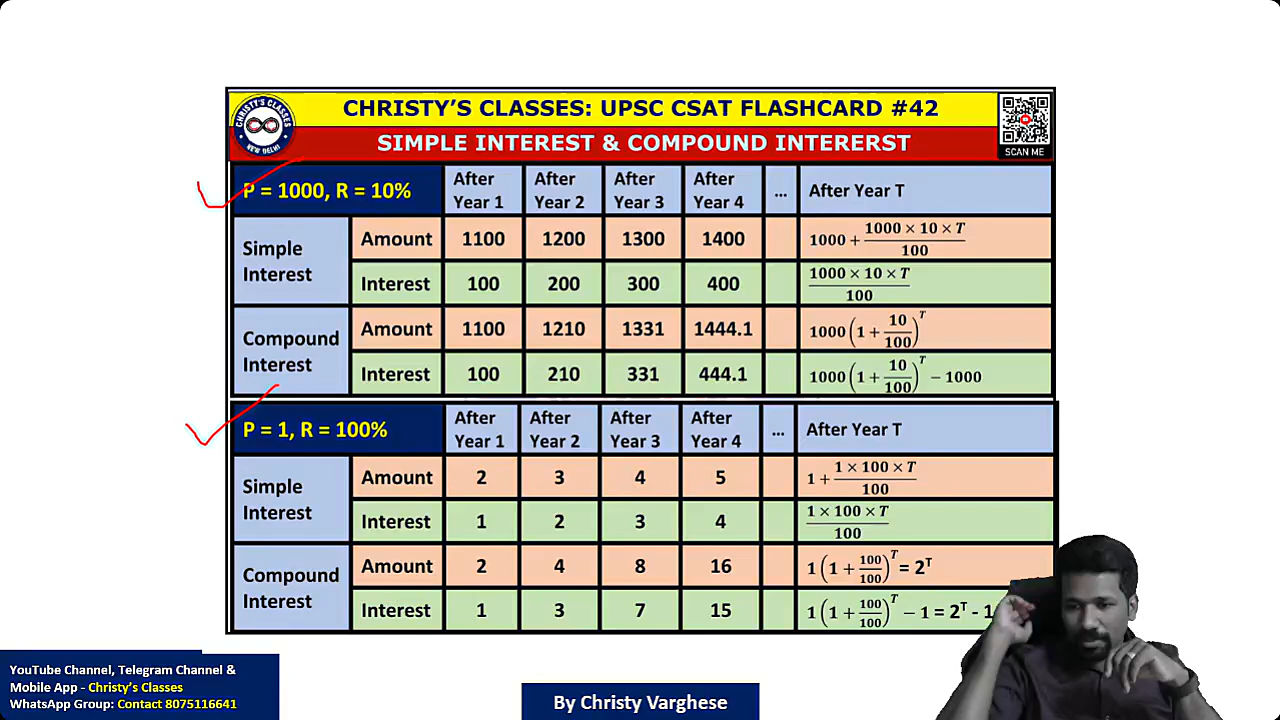 CHRISTY'S CLASSES
NEW DELHI
CHRISTY'S CLASSES: UPSC CSAT FLASHCARD #42
SIMPLE INTEREST & COMPOUND INTERERST
SCAN ME
P = 1000, R = 10% After Year 1 After Year 2 After Year 3 After Year 4 ... After Year T
Simple Interest
Amount 1100 1200 1300 1400 1000 + (1000 × 10 × T)/100
Interest 100 200 300 400 (1000 × 10 × T)/100
Compound Interest
Amount 1100 1210 1331 1444.1 1000(1 + 10/100)^T
Interest 100 210 331 444.1 1000(1 + 10/100)^T − 1000
P = 1, R = 100% After Year 1 After Year 2 After Year 3 After Year 4 ... After Year T
Simple Interest
Amount 2 3 4 5 1 + (1 × 100 × T)/100
Interest 1 2 3 4 (1 × 100 × T)/100
Compound Interest
Amount 2 4 8 16 1(1 + 100/100)^T = 2^T
Interest 1 3 7 15 1(1 + 100/100)^T − 1 = 2^T - 1
YouTube Channel, Telegram Channel &
Mobile App - Christy's Classes
WhatsApp Group: Contact 8075116641
By Christy Varghese